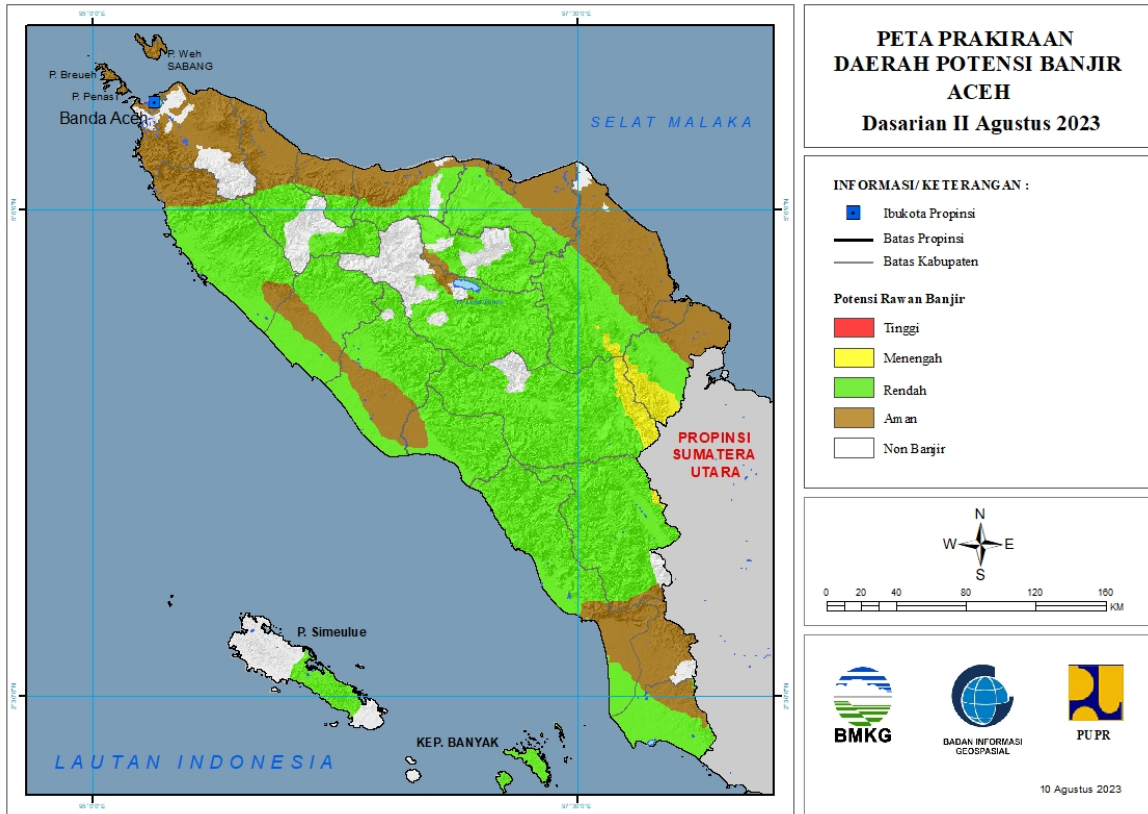 PETA PRAKIRAAN
DAERAH POTENSI BANJIR
ACEH
Dasarian II Agustus 2023
INFORMASI/ KETERANGAN :
Ibukota Propinsi
Batas Propinsi
Batas Kabupaten
Potensi Rawan Banjir
Tinggi
Menengah
Rendah
Aman
Non Banjir
N
W E
S
0 20 40 80 120 160
KM
BMKG
BADAN INFORMASI
GEOSPASIAL
PUPR
10 Agustus 2023
P. Weh
SABANG
P. Breueh
P. Penasi
Banda Aceh
SELAT MALAKA
PROPINSI
SUMATERA
UTARA
P. Simeulue
KEP. BANYAK
LAUTAN INDONESIA